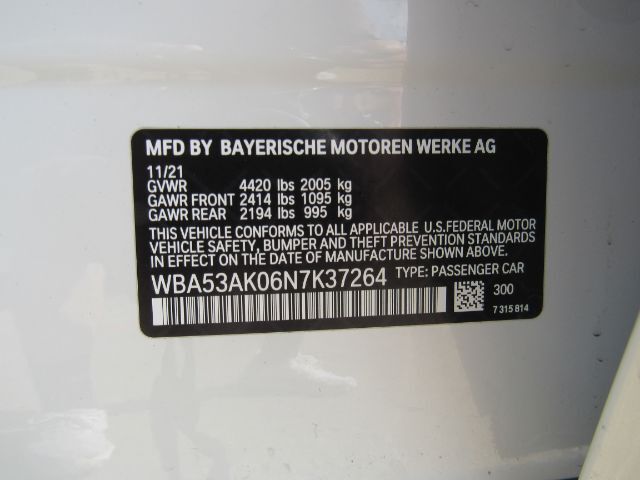 MFD BY BAYERISCHE MOTOREN WERKE AG
11/21
GVWR 4420 lbs 2005 kg
GAWR FRONT 2414 lbs 1095 kg
GAWR REAR 2194 lbs 995 kg
THIS VEHICLE CONFORMS TO ALL APPLICABLE U.S.FEDERAL MOTOR
VEHICLE SAFETY, BUMPER AND THEFT PREVENTION STANDARDS
IN EFFECT ON THE DATE OF MANUFACTURE SHOWN ABOVE.
WBA53AK06N7K37264 TYPE: PASSENGER CAR
300
7 315 814